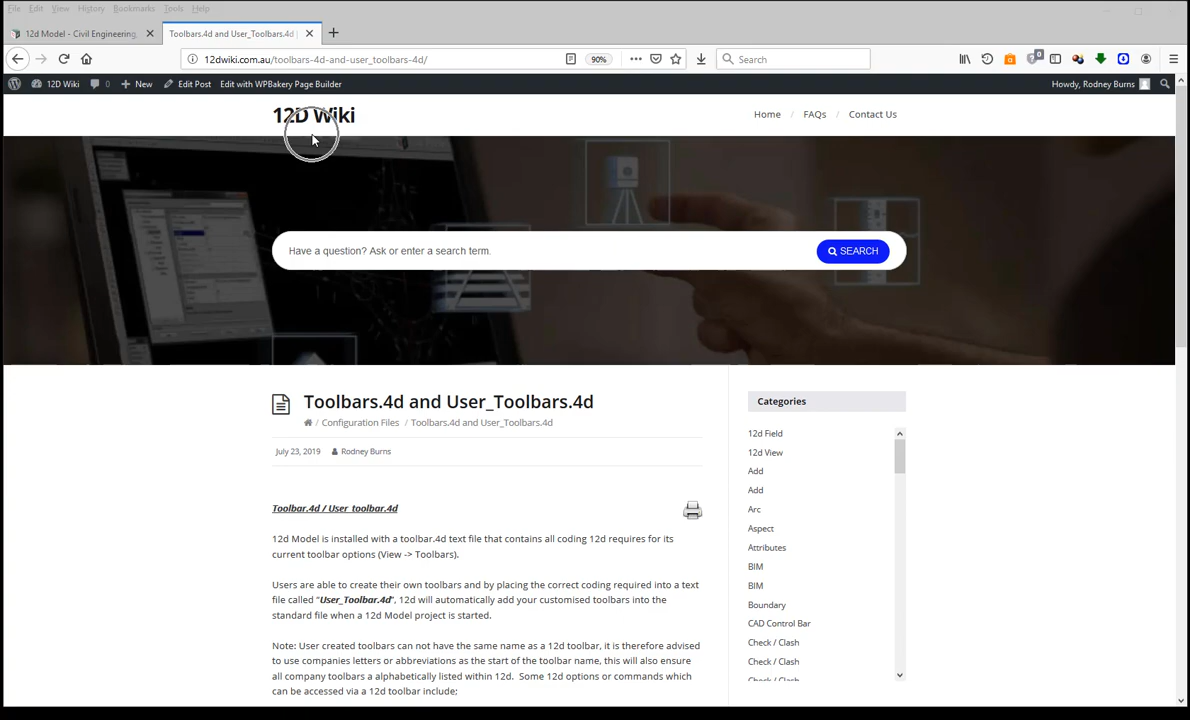 File Edit View History Bookmarks Tools Help
12d Model - Civil Engineering,
Toolbars.4d and User_Toolbars.4d |
12dwiki.com.au/toolbars-4d-and-user_toolbars-4d/
90%
Search
0
12D Wiki 0 New Edit Post Edit with WPBakery Page Builder
Howdy, Rodney Burns
12D Wiki
Home / FAQs / Contact Us
Have a question? Ask or enter a search term.
SEARCH
Toolbars.4d and User_Toolbars.4d
/ Configuration Files / Toolbars.4d and User_Toolbars.4d
July 23, 2019 Rodney Burns
Toolbar.4d / User_toolbar.4d
12d Model is installed with a toolbar.4d text file that contains all coding 12d requires for its
current toolbar options (View -> Toolbars).
Users are able to create their own toolbars and by placing the correct coding required into a text
file called "User_Toolbar.4d", 12d will automatically add your customised toolbars into the
standard file when a 12d Model project is started.
Note: User created toolbars can not have the same name as a 12d toolbar, it is therefore advised
to use companies letters or abbreviations as the start of the toolbar name, this will also ensure
all company toolbars a alphabetically listed within 12d. Some 12d options or commands which
can be accessed via a 12d toolbar include;
Categories
12d Field
12d View
Add
Add
Arc
Aspect
Attributes
BIM
BIM
Boundary
CAD Control Bar
Check / Clash
Check / Clash
Check / Clash